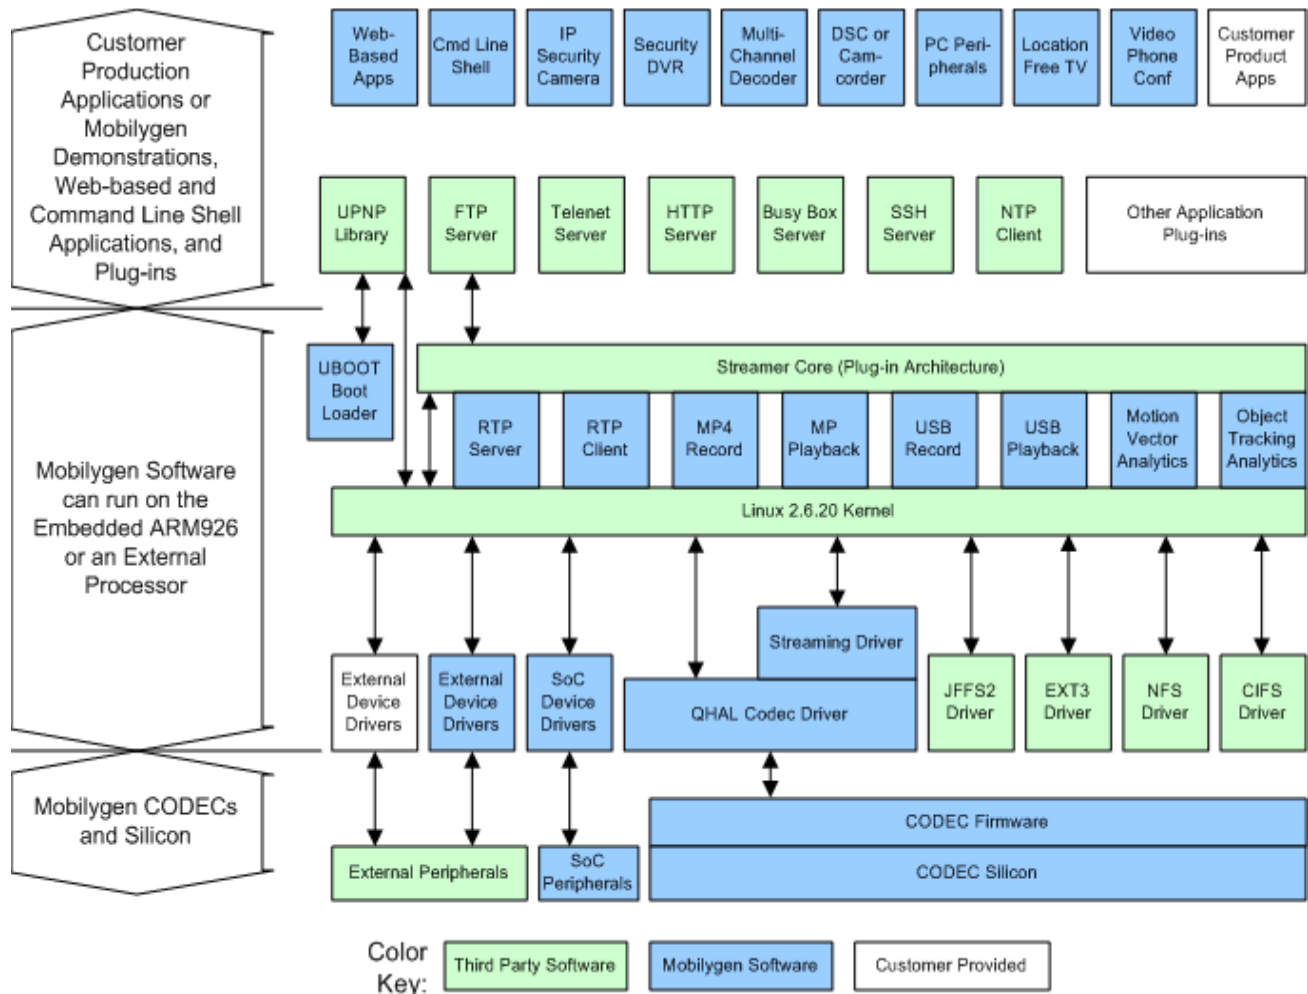 Customer
Production
Applications or
Mobilygen
Demonstrations,
Web-based and
Command Line Shell
Applications, and
Plug-ins
Web-
Based
Apps
Cmd Line
Shell
IP
Security
Camera
Security
DVR
Multi-
Channel
Decoder
DSC or
Cam-
corder
PC Peri-
pherals
Location
Free TV
Video
Phone
Conf
Customer
Product
Apps
UPNP
Library
FTP
Server
Telenet
Server
HTTP
Server
Busy Box
Server
SSH
Server
NTP
Client
Other Application
Plug-ins
Mobilygen Software
can run on the
Embedded ARM926
or an External
Processor
UBOOT
Boot
Loader
Streamer Core (Plug-in Architecture)
RTP
Server
RTP
Client
MP4
Record
MP
Playback
USB
Record
USB
Playback
Motion
Vector
Analytics
Object
Tracking
Analytics
Linux 2.6.20 Kernel
Streaming Driver
External
Device
Drivers
External
Device
Drivers
SoC
Device
Drivers
QHAL Codec Driver
JFFS2
Driver
EXT3
Driver
NFS
Driver
CIFS
Driver
Mobilygen CODECs
and Silicon
CODEC Firmware
External Peripherals
SoC
Peripherals
CODEC Silicon
Color
Key:
Third Party Software
Mobilygen Software
Customer Provided